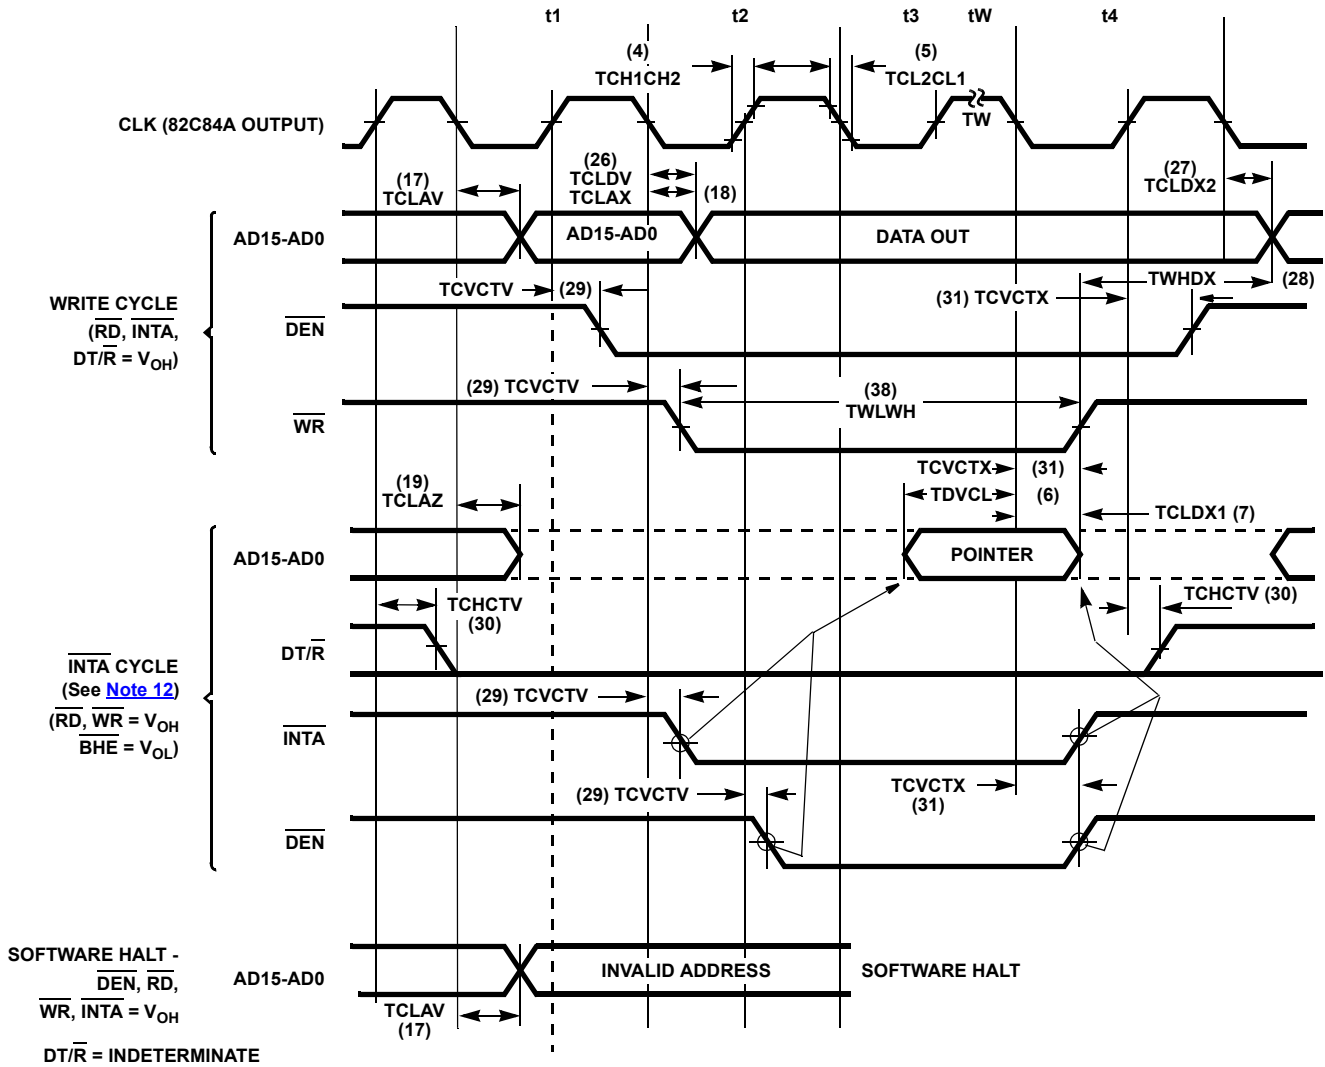 t1
t2
t3
tW
t4
(4)
TCH1CH2
(5)
TCL2CL1
CLK (82C84A OUTPUT)
TW
(17)
TCLAV
(26)
TCLDV
TCLAX
(18)
(27)
TCLDX2
AD15-AD0
AD15-AD0
DATA OUT
WRITE CYCLE
(RD, INTA,
DT/R = VOH)
TCVCTV
(29)
(31) TCVCTX
TWHDX
(28)
DEN
(29) TCVCTV
(38)
TWLWH
WR
TCVCTX
(31)
(19)
TCLAZ
TDVCL
(6)
TCLDX1 (7)
AD15-AD0
POINTER
TCHCTV
(30)
TCHCTV (30)
DT/R
INTA CYCLE
(See Note 12)
(RD, WR = VOH
BHE = VOL)
(29) TCVCTV
INTA
(29) TCVCTV
TCVCTX
(31)
DEN
SOFTWARE HALT -
DEN, RD,
WR, INTA = VOH
DT/R = INDETERMINATE
AD15-AD0
INVALID ADDRESS
SOFTWARE HALT
TCLAV
(17)